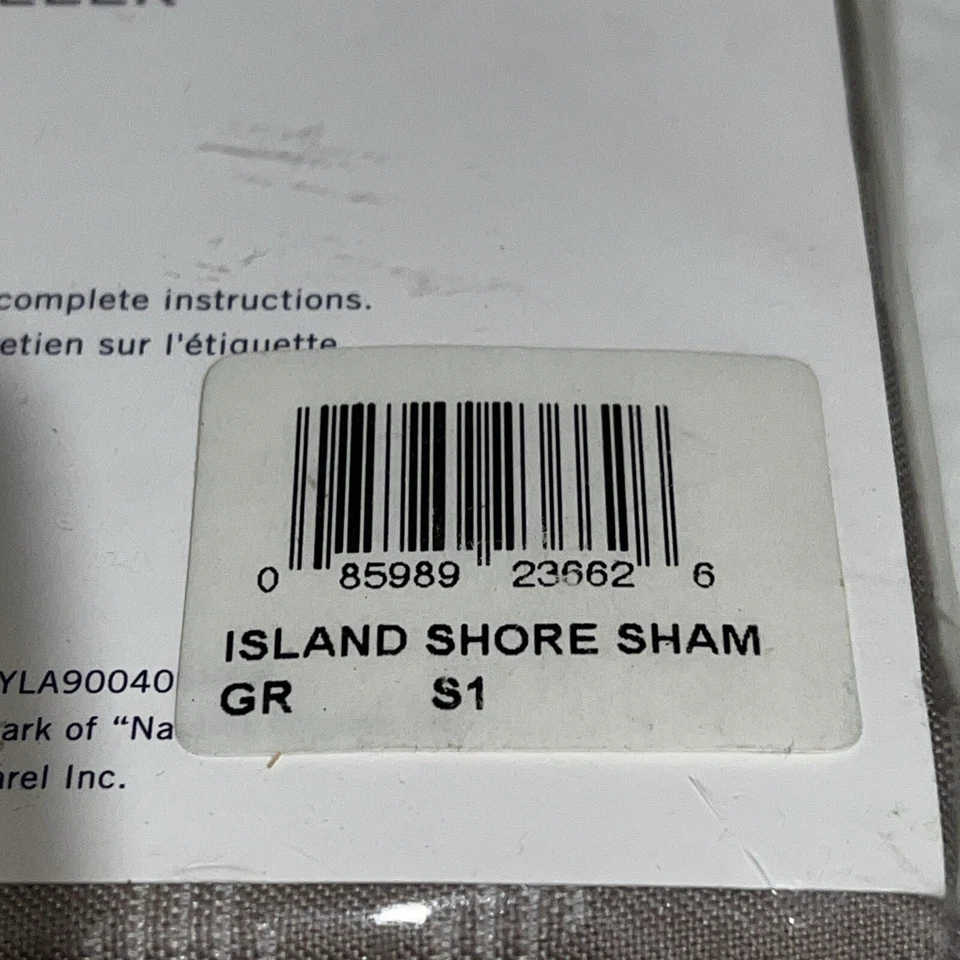 complete instructions.
etien sur l'étiquette
0 85989 23662 6
ISLAND SHORE SHAM
GR S1
YLA90040
ark of “Na
arel Inc.